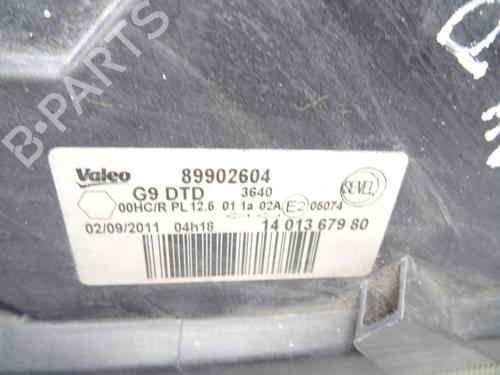 B-PARTS
Valeo 89902604
G9 DTD 3640
SEVEL
00HC/R PL 12.6 01 1a 02A E2 05074
02/09/2011 04h18 14 013 679 80